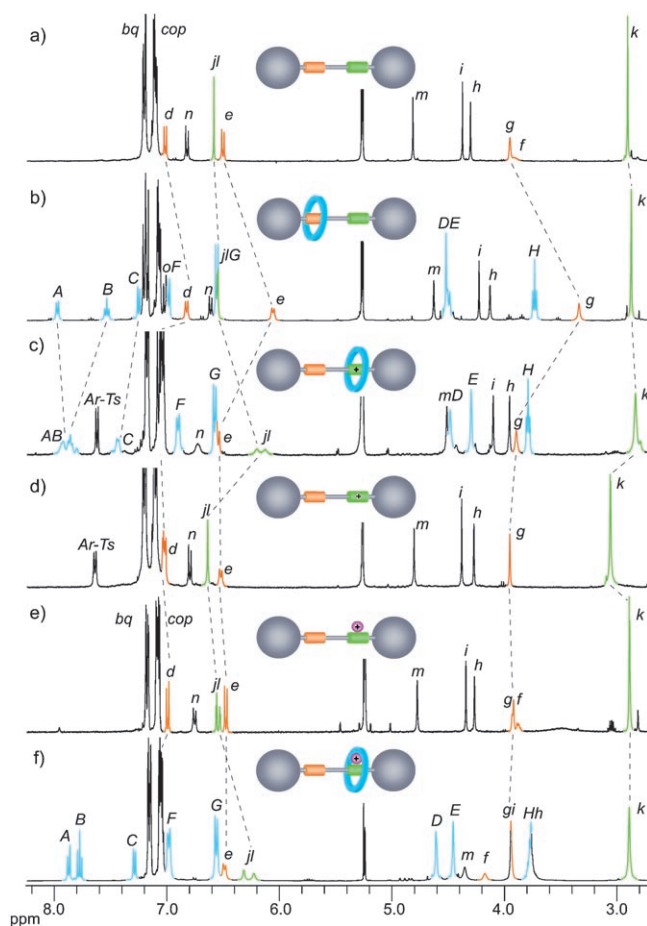 a)
bq cop d n jl e m i h g f k
b)
A B C oF d n jlG e m DE i h H g k
c)
AB Ar-Ts C F n G e jl mD E i h H g k
d)
Ar-Ts d n jl e m i h g k
e)
bq cop d n jl e m i h g f k
f)
A B C F G e jl D E m f gi Hh k
8.0 7.0 6.0 5.0 4.0 3.0
ppm